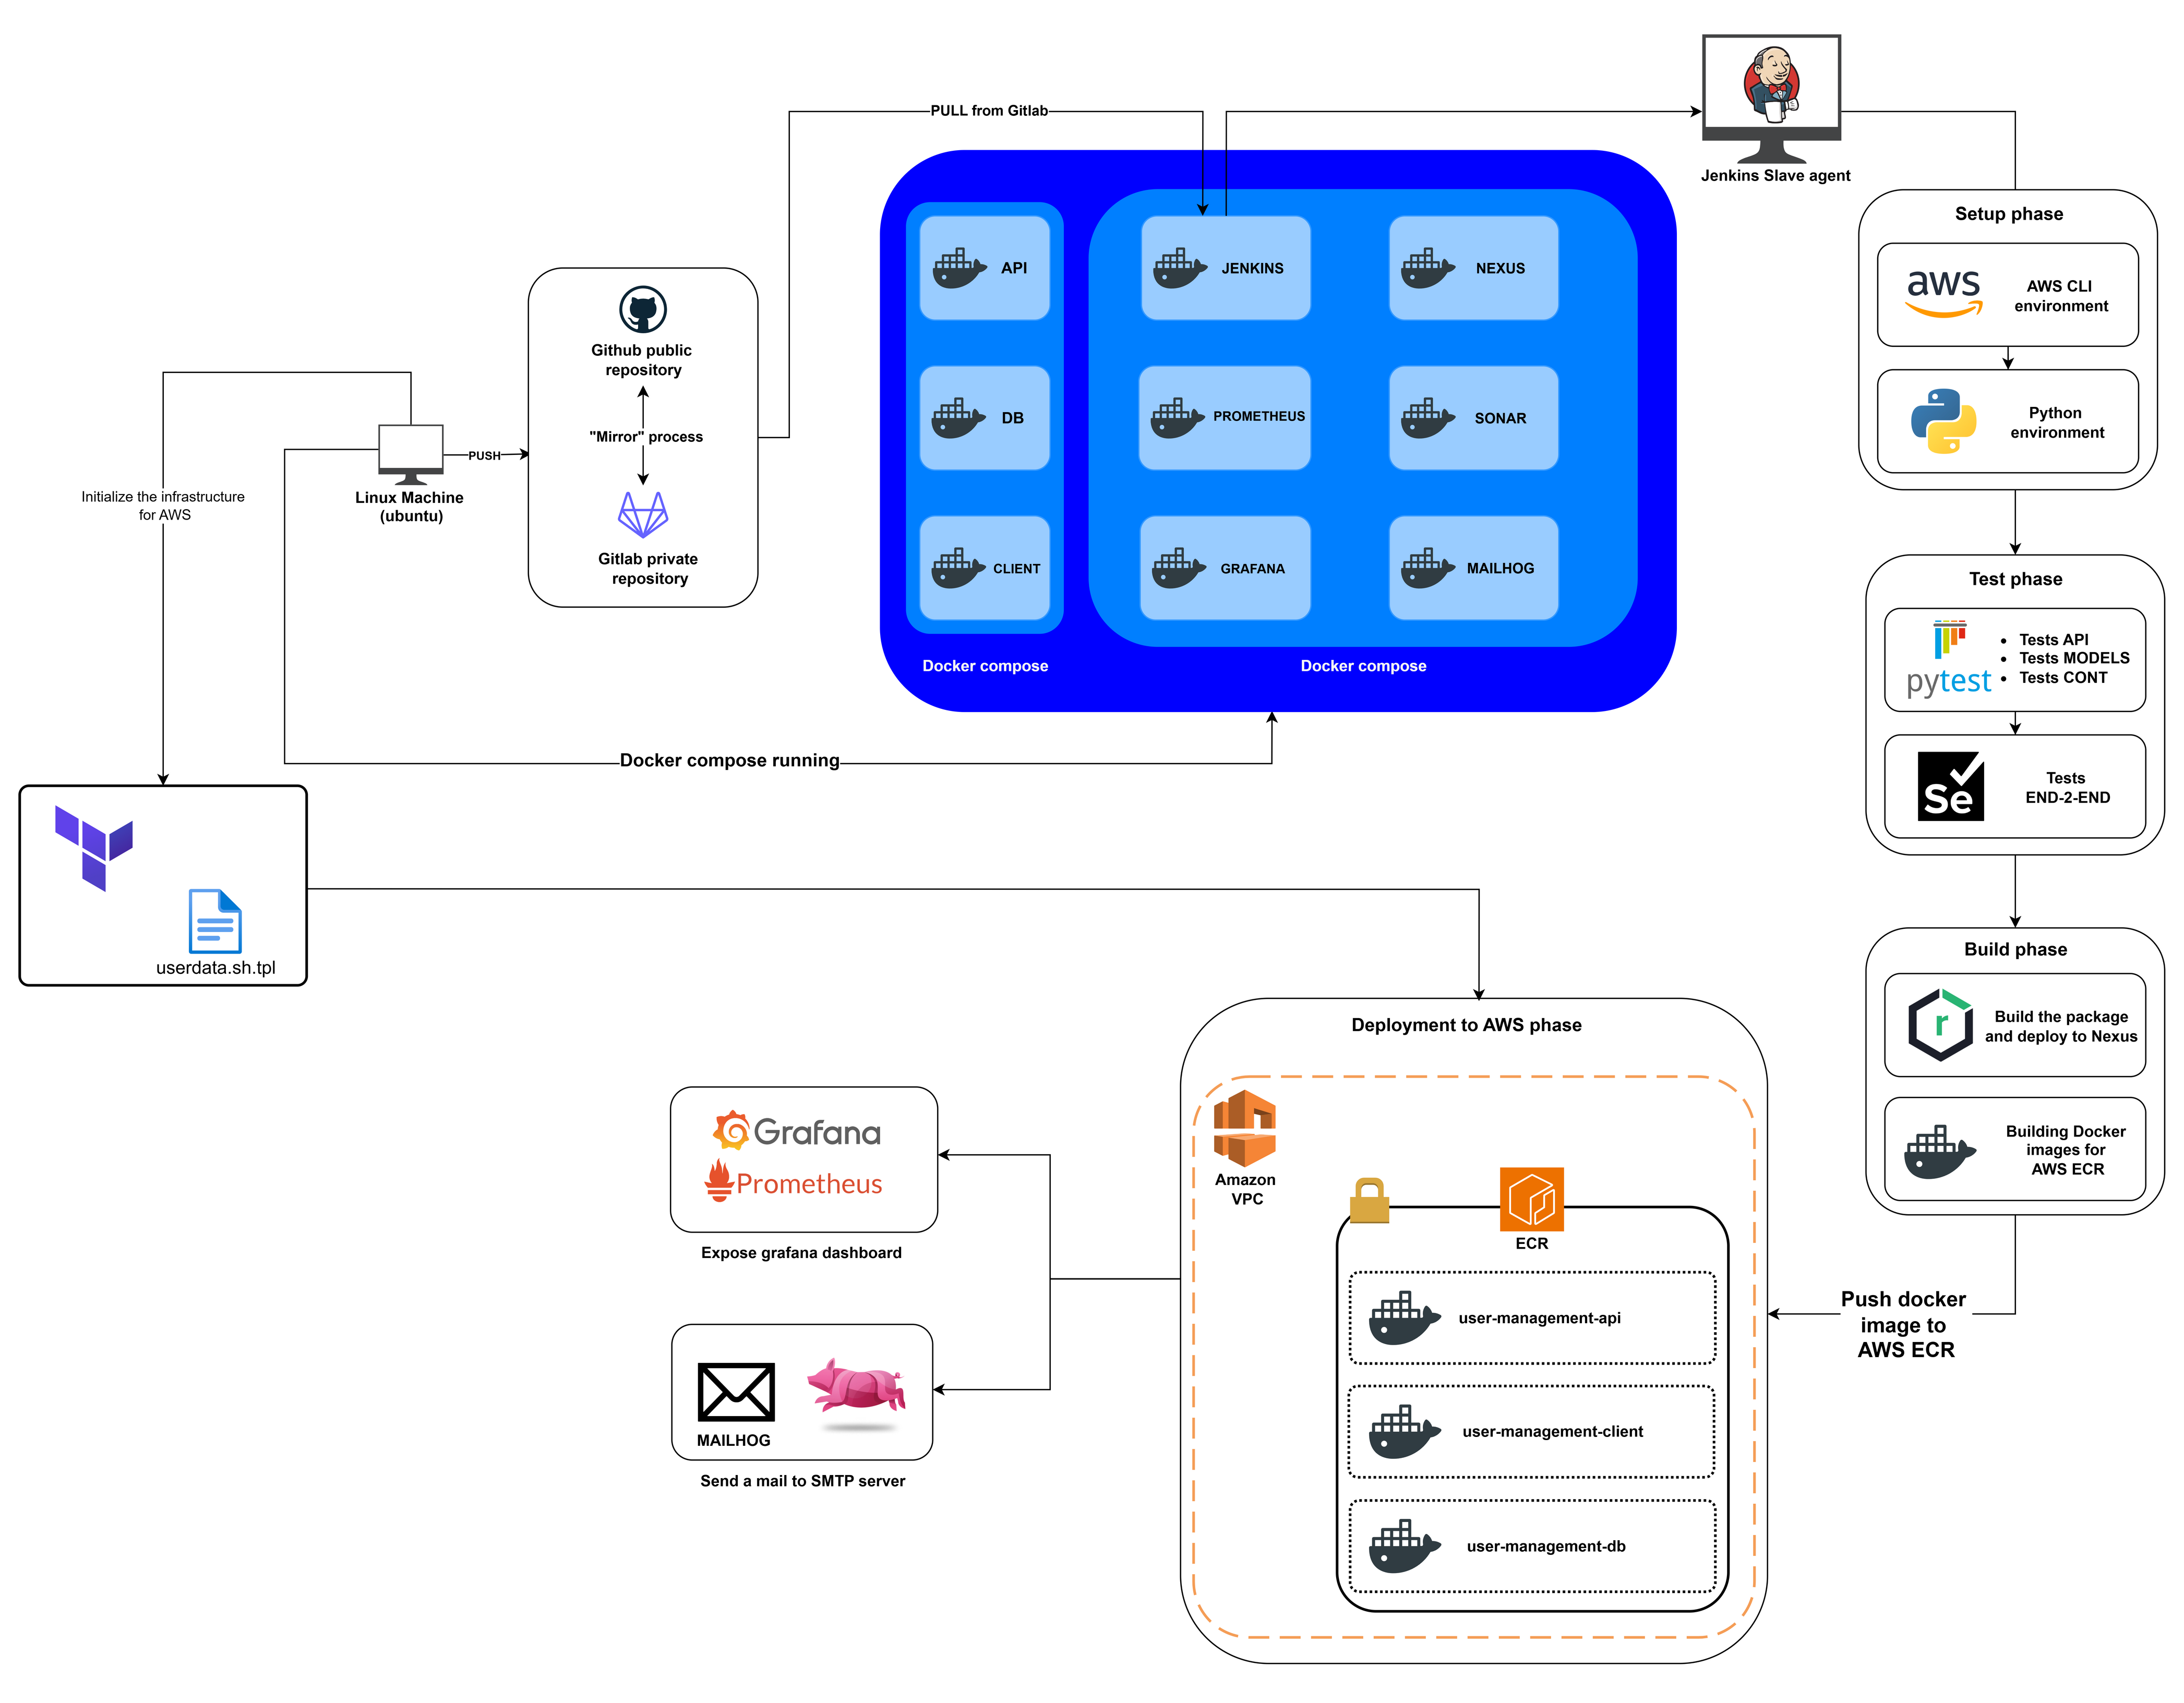 PULL from Gitlab
Jenkins Slave agent
Setup phase
aws
AWS CLI
environment
Python
environment
API
JENKINS
NEXUS
DB
PROMETHEUS
SONAR
CLIENT
GRAFANA
MAILHOG
Docker compose
Docker compose
Github public
repository
"Mirror" process
Gitlab private
repository
PUSH
Linux Machine
(ubuntu)
Initialize the infrastructure
for AWS
Docker compose running
Test phase
pytest
Tests API
Tests MODELS
Tests CONT
Se
Tests
END-2-END
userdata.sh.tpl
Build phase
r
Build the package
and deploy to Nexus
Building Docker
images for
AWS ECR
Deployment to AWS phase
Amazon
VPC
ECR
user-management-api
user-management-client
user-management-db
Push docker
image to
AWS ECR
Grafana
Prometheus
Expose grafana dashboard
MAILHOG
Send a mail to SMTP server